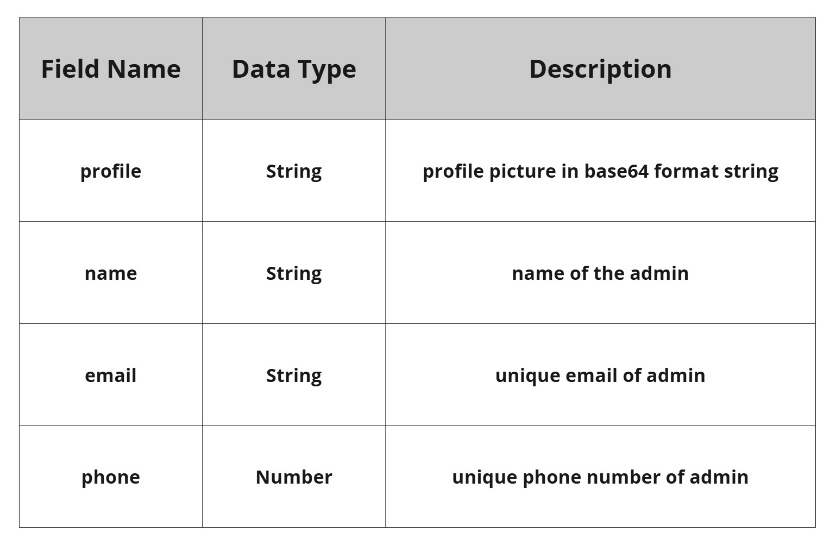 Field Name Data Type Description
profile String profile picture in base64 format string
name String name of the admin
email String unique email of admin
phone Number unique phone number of admin